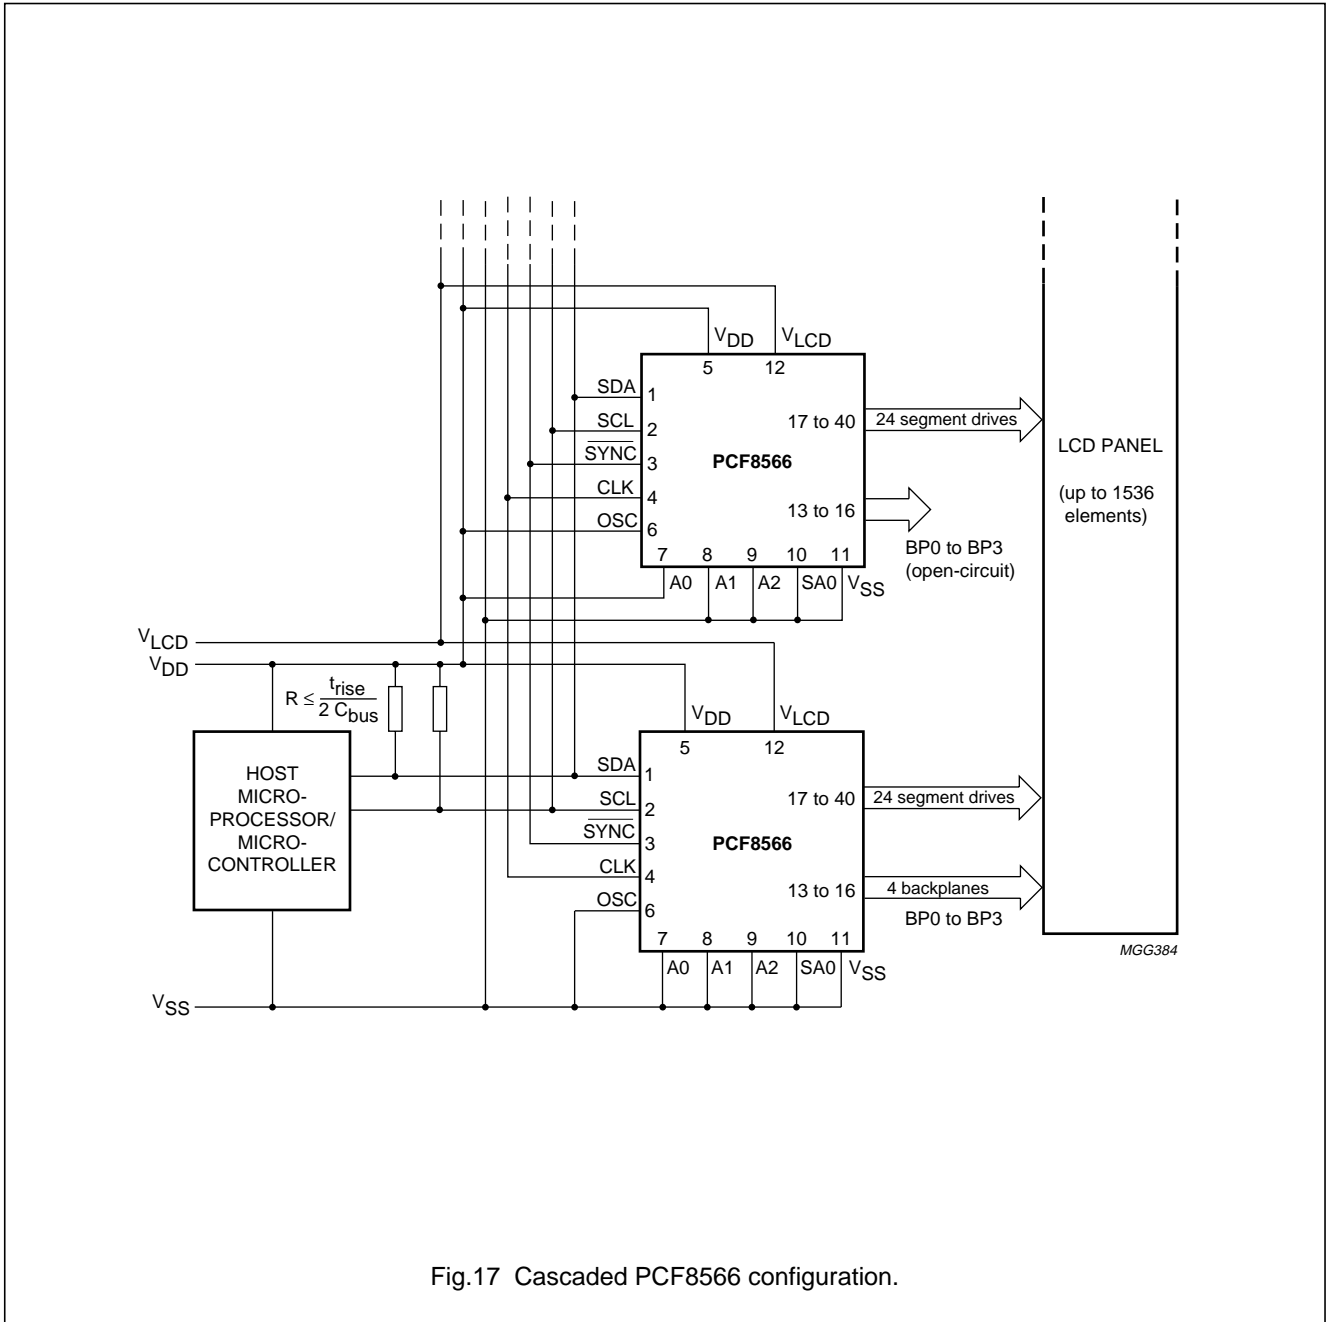 VDD
VLCD
5
12
SDA
1
SCL
2
17 to 40
24 segment drives
SYNC
3
PCF8566
LCD PANEL
CLK
4
(up to 1536
elements)
13 to 16
OSC
6
BP0 to BP3
(open-circuit)
7
8
9
10
11
A0
A1
A2
SA0
VSS
VLCD
VDD
R ≤ trise
2 Cbus
VDD
VLCD
5
12
HOST
MICRO-
PROCESSOR/
MICRO-
CONTROLLER
SDA
1
SCL
2
17 to 40
24 segment drives
SYNC
3
PCF8566
CLK
4
13 to 16
4 backplanes
OSC
6
BP0 to BP3
7
8
9
10
11
A0
A1
A2
SA0
VSS
MGG384
VSS
Fig.17 Cascaded PCF8566 configuration.